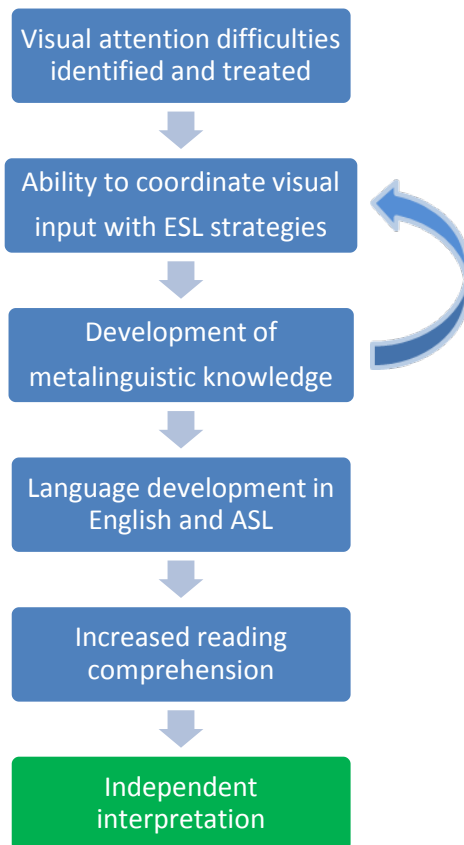 Visual attention difficulties
identified and treated
Ability to coordinate visual
input with ESL strategies
Development of
metalinguistic knowledge
Language development in
English and ASL
Increased reading
comprehension
Independent
interpretation